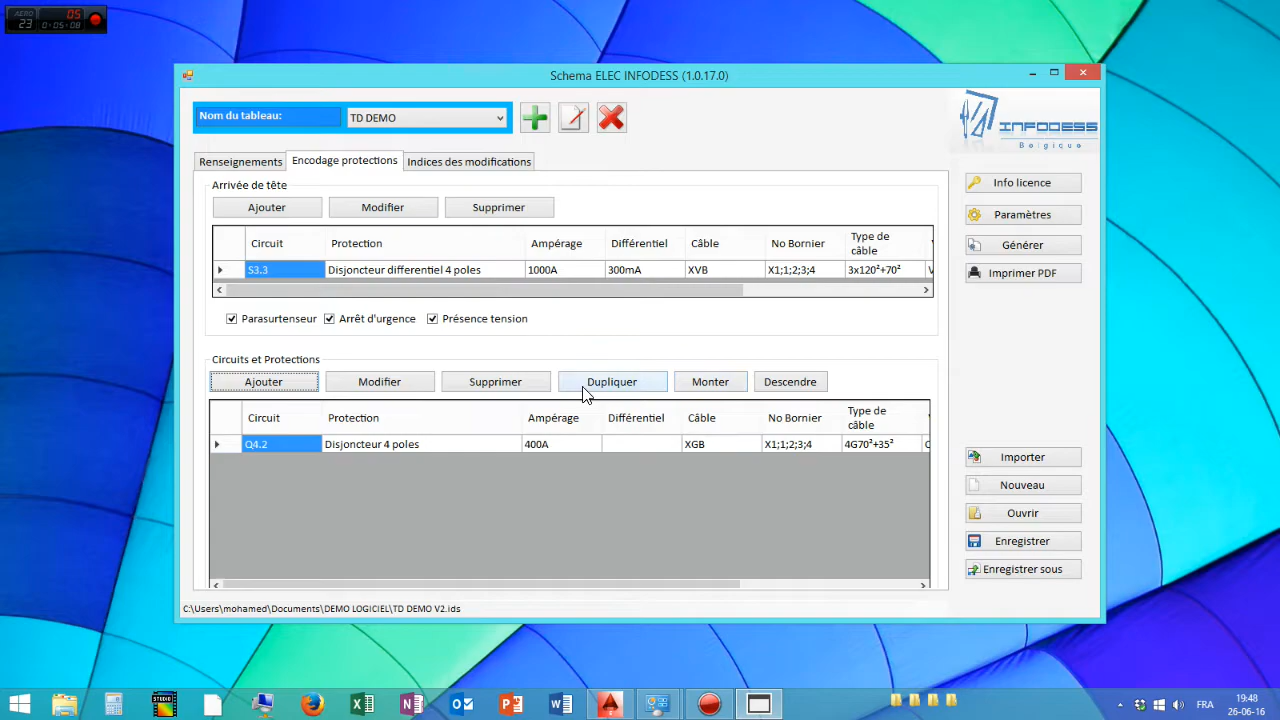 AERO 05
23 0:05:08
Schema ELEC INFODESS (1.0.17.0)
Nom du tableau: TD DEMO
INFODESS
Belgique
Renseignements Encodage protections Indices des modifications
Arrivée de tête
Ajouter Modifier Supprimer
Circuit Protection Ampérage Différentiel Câble No Bornier Type de câble
S3.3 Disjoncteur differentiel 4 poles 1000A 300mA XVB X1;1;2;3;4 3x120²+70²
Parasurtenseur Arrêt d'urgence Présence tension
Circuits et Protections
Ajouter Modifier Supprimer Dupliquer Monter Descendre
Circuit Protection Ampérage Différentiel Câble No Bornier Type de câble
Q4.2 Disjoncteur 4 poles 400A XGB X1;1;2;3;4 4G70²+35²
Info licence
Paramètres
Générer
Imprimer PDF
Importer
Nouveau
Ouvrir
Enregistrer
Enregistrer sous
C:\Users\mohamed\Documents\DEMO LOGICIEL\TD DEMO V2.ids
STUDIO
FRA
19:48
26-06-16